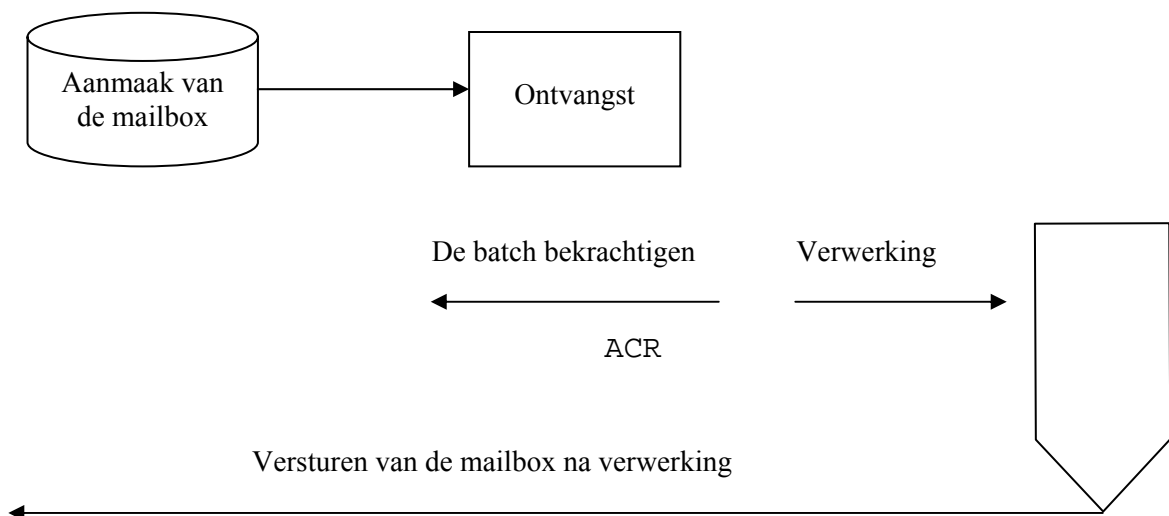 Aanmaak van
de mailbox
Ontvangst
De batch bekrachtigen
Verwerking
ACR
Versturen van de mailbox na verwerking